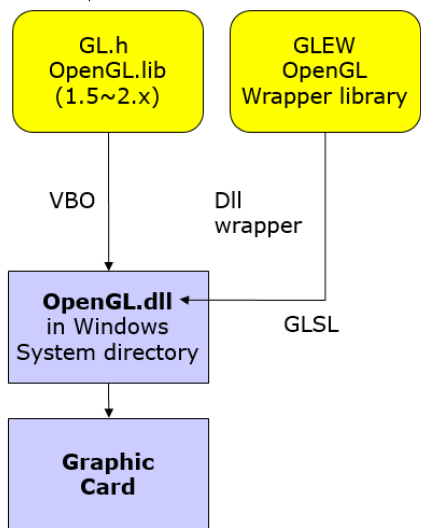 GL.h
OpenGL.lib
(1.5~2.x)
GLEW
OpenGL
Wrapper library
VBO
Dll
wrapper
OpenGL.dll
in Windows
System directory
GLSL
Graphic
Card